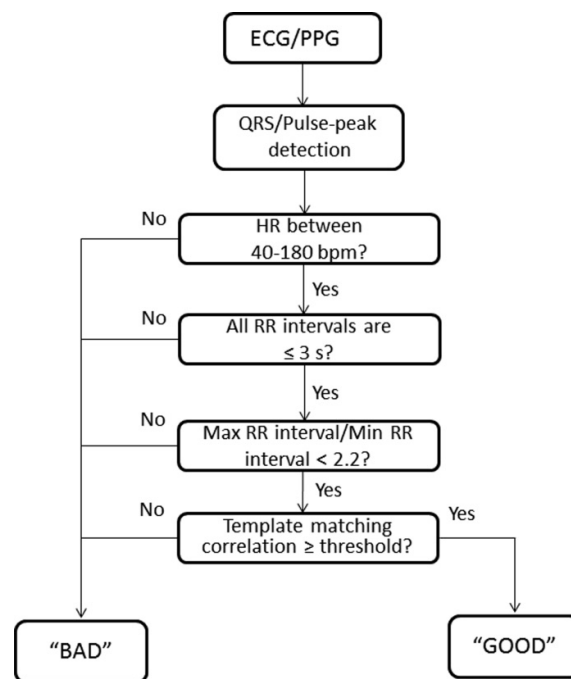 ECG/PPG
QRS/Pulse-peak
detection
No
HR between
40-180 bpm?
Yes
No
All RR intervals are
≤ 3 s?
Yes
No
Max RR interval/Min RR
interval < 2.2?
Yes
No
Template matching
correlation ≥ threshold?
Yes
“BAD”
“GOOD”